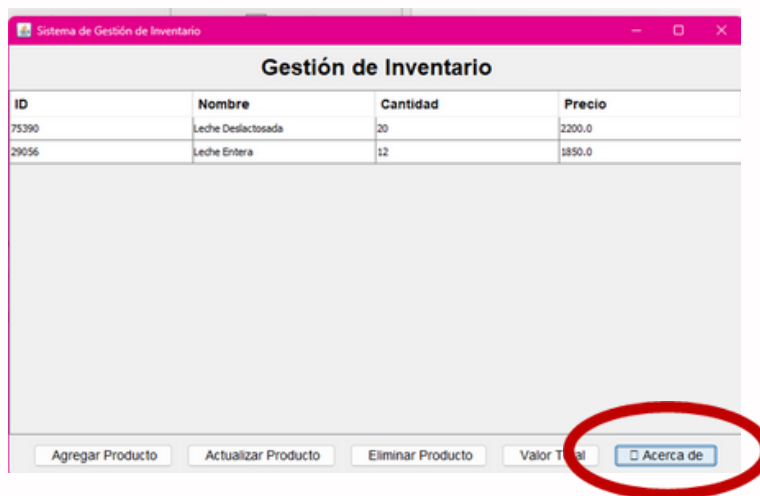 Sistema de Gestión de Inventario
Gestión de Inventario
ID Nombre Cantidad Precio
75390 Leche Deslactosada 20 2200.0
29056 Leche Entera 12 1850.0
Agregar Producto Actualizar Producto Eliminar Producto Valor Total Acerca de